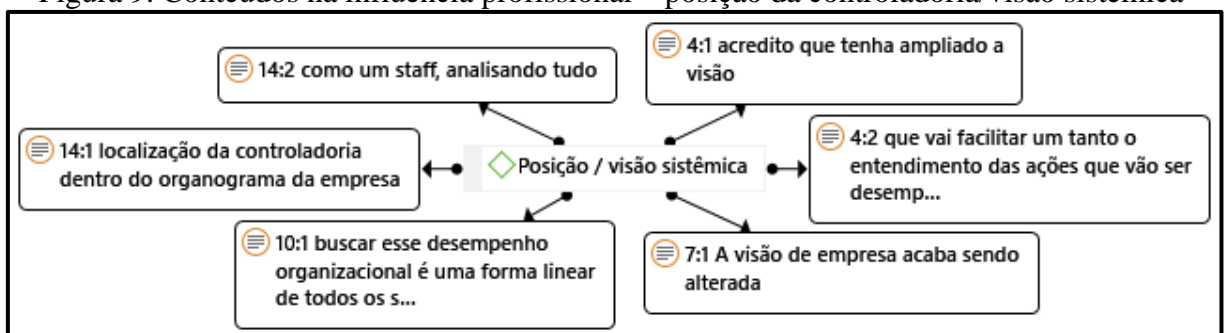 Figura 9: Conteúdos na influência profissional – posição da controladoria/visão sistêmica
14:2 como um staff, analisando tudo
4:1 acredito que tenha ampliado a
visão
14:1 localização da controladoria
dentro do organograma da empresa
Posição / visão sistêmica
4:2 que vai facilitar um tanto o
entendimento das ações que vão ser
desemp...
10:1 buscar esse desempenho
organizacional é uma forma linear
de todos os s...
7:1 A visão de empresa acaba sendo
alterada